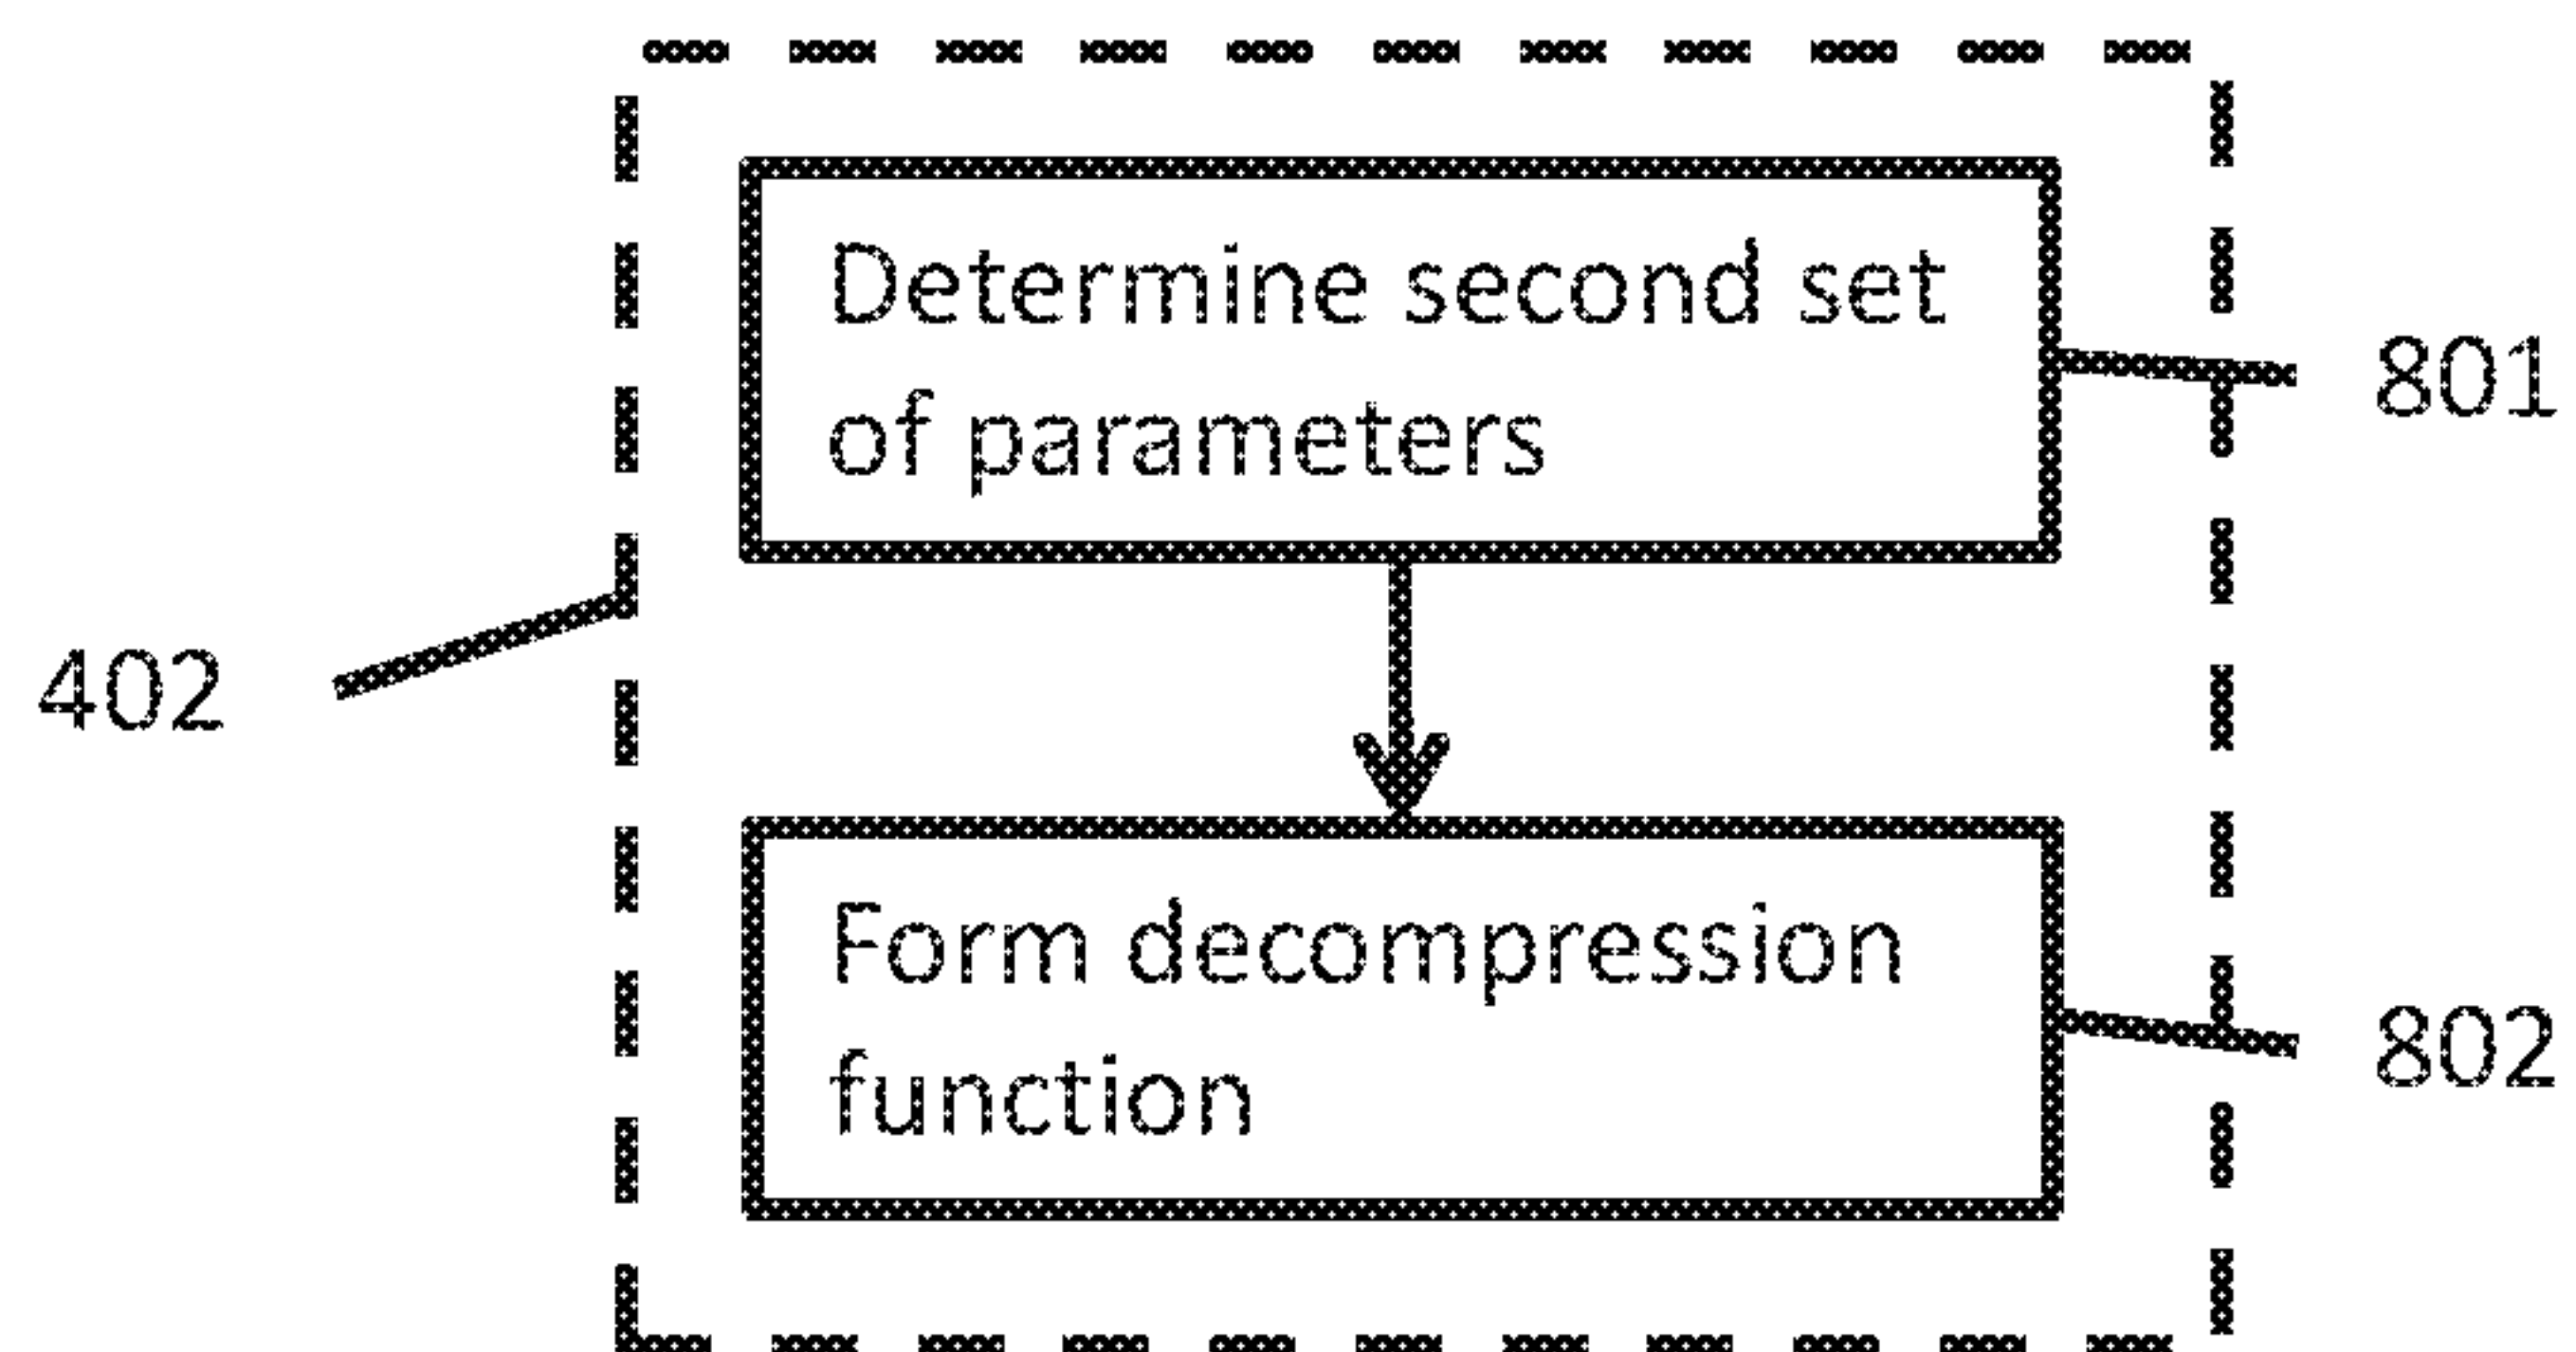 Determine second set
of parameters
801
402
Form decompression
function
802